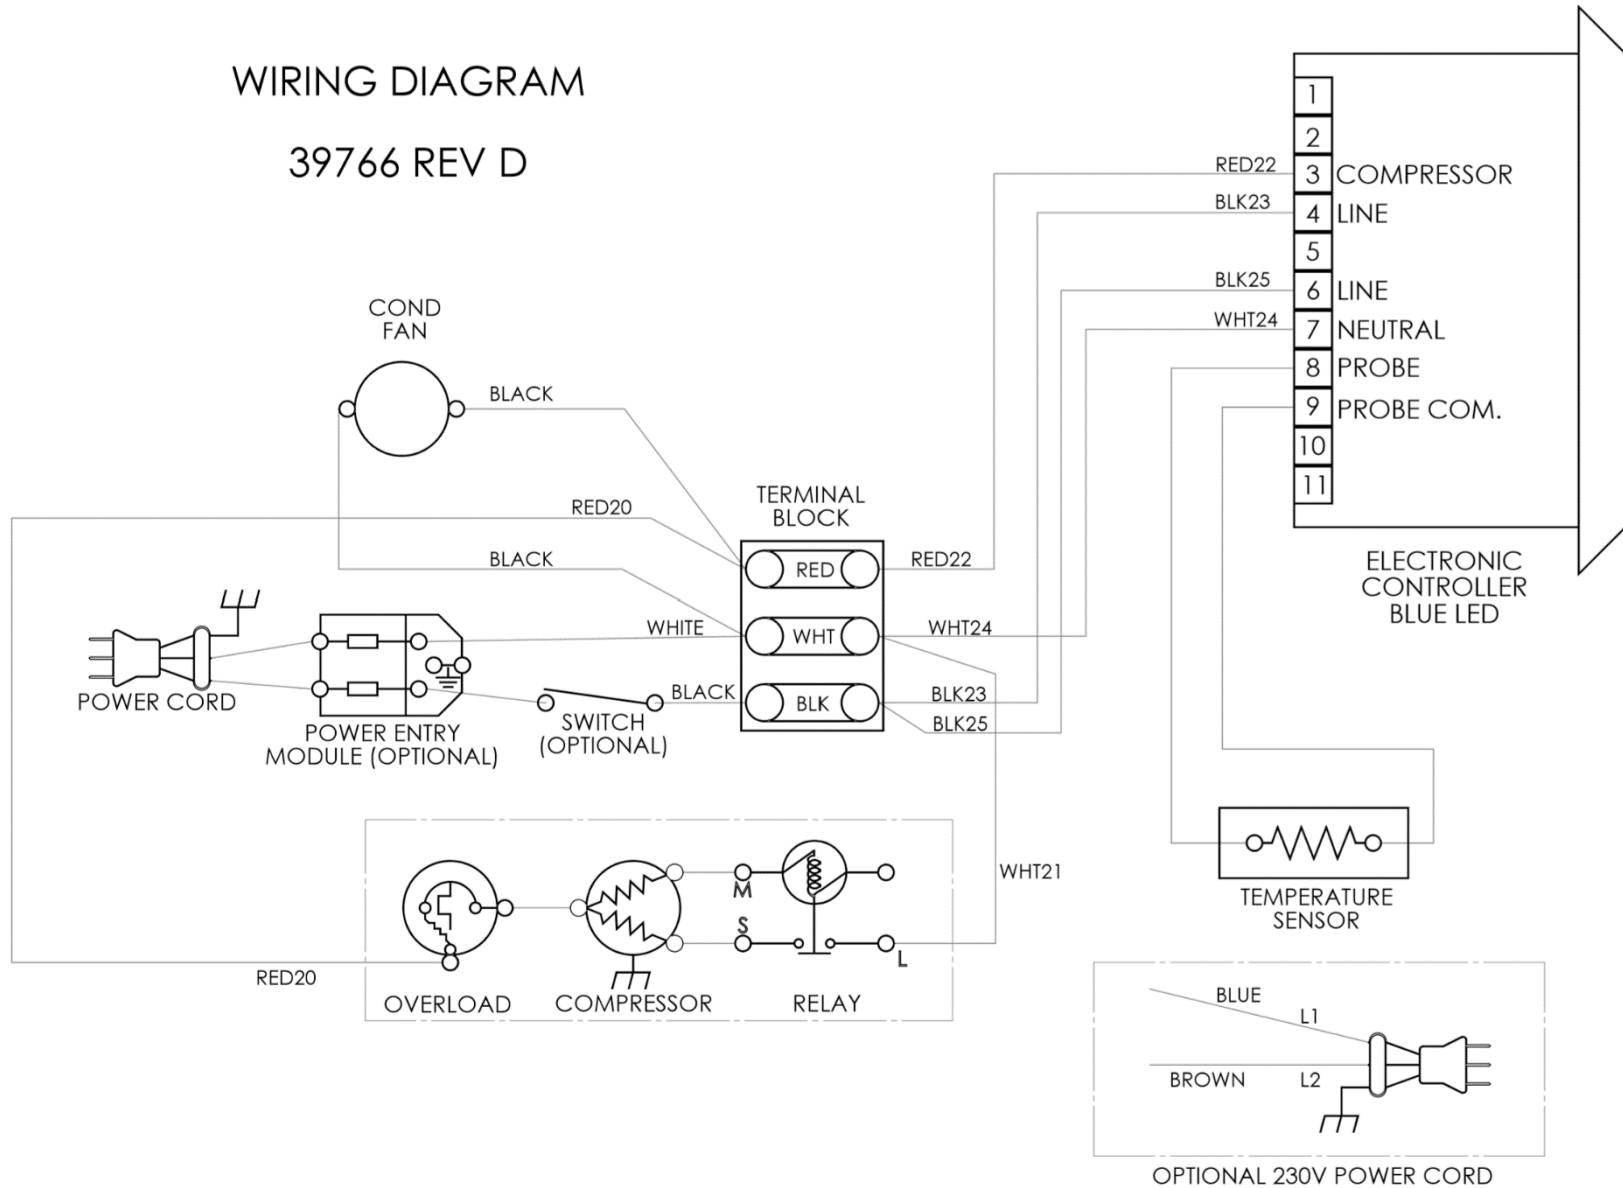 WIRING DIAGRAM
39766 REV D
1
2
RED22
3
COMPRESSOR
BLK23
4
LINE
5
BLK25
6
LINE
WHT24
7
NEUTRAL
8
PROBE
9
PROBE COM.
10
11
ELECTRONIC
CONTROLLER
BLUE LED
COND
FAN
BLACK
RED20
BLACK
TERMINAL
BLOCK
RED
RED22
WHITE
WHT
WHT24
BLACK
BLK
BLK23
BLK25
POWER CORD
POWER ENTRY
MODULE (OPTIONAL)
SWITCH
(OPTIONAL)
WHT21
M
S
L
RED20
OVERLOAD
COMPRESSOR
RELAY
TEMPERATURE
SENSOR
BLUE
L1
BROWN
L2
OPTIONAL 230V POWER CORD